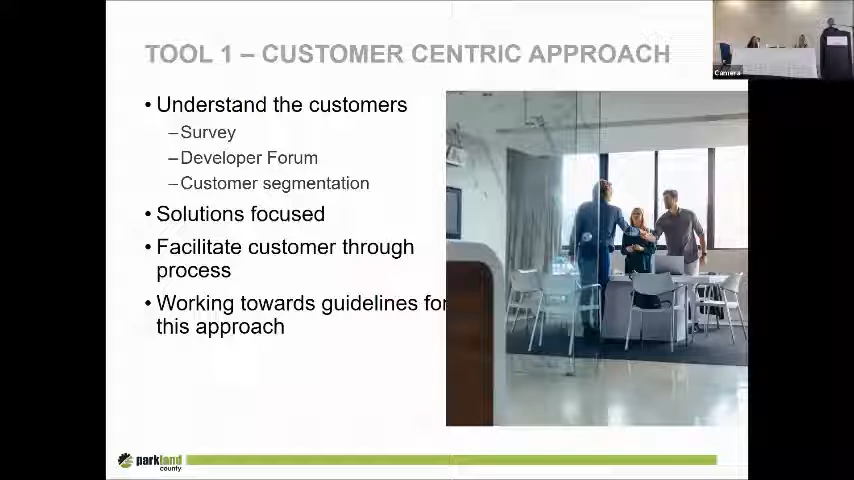 TOOL 1 – CUSTOMER CENTRIC APPROACH
• Understand the customers
–Survey
–Developer Forum
–Customer segmentation
• Solutions focused
• Facilitate customer through
process
• Working towards guidelines for
this approach
parkland
county
Camera